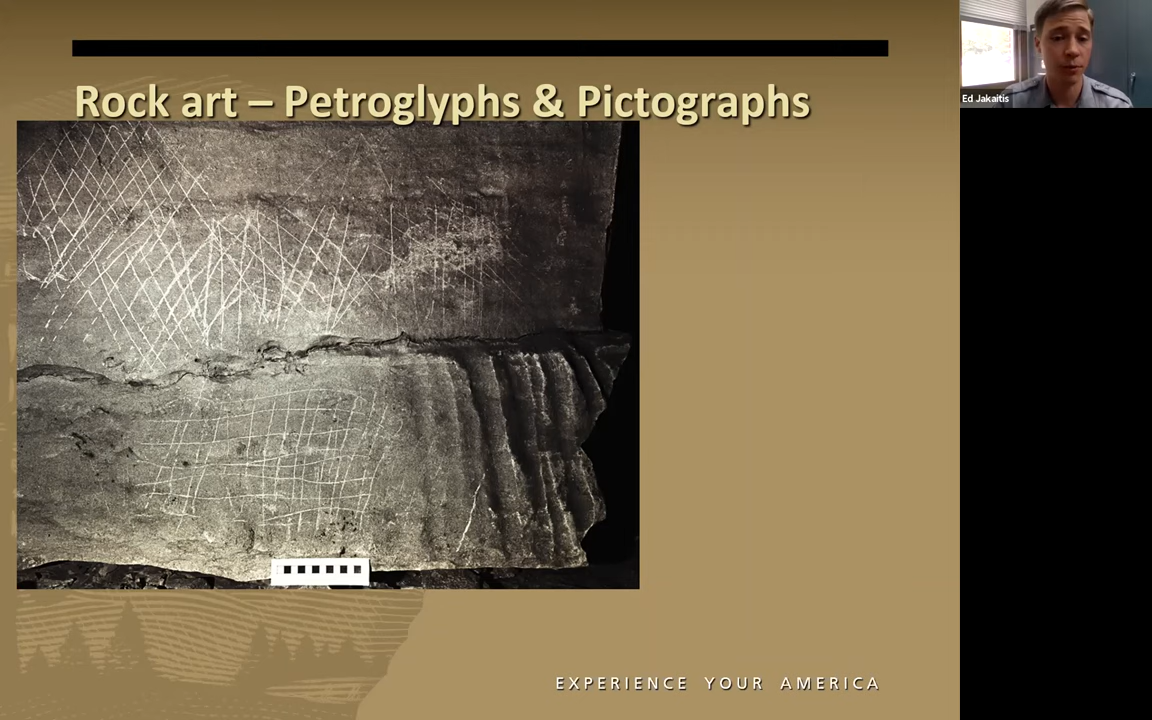 Rock art – Petroglyphs & Pictographs
Ed Jakaitis
EXPERIENCE YOUR AMERICA